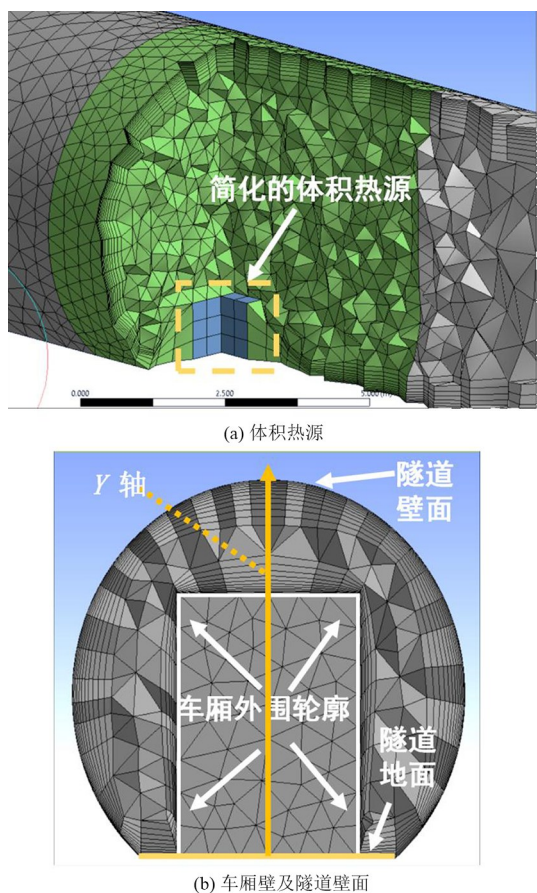 简化的体积热源
0.000
2.500
5.000 (m)
(a) 体积热源
Y 轴
隧道
壁面
车厢外围轮廓
隧道
地面
(b) 车厢壁及隧道壁面